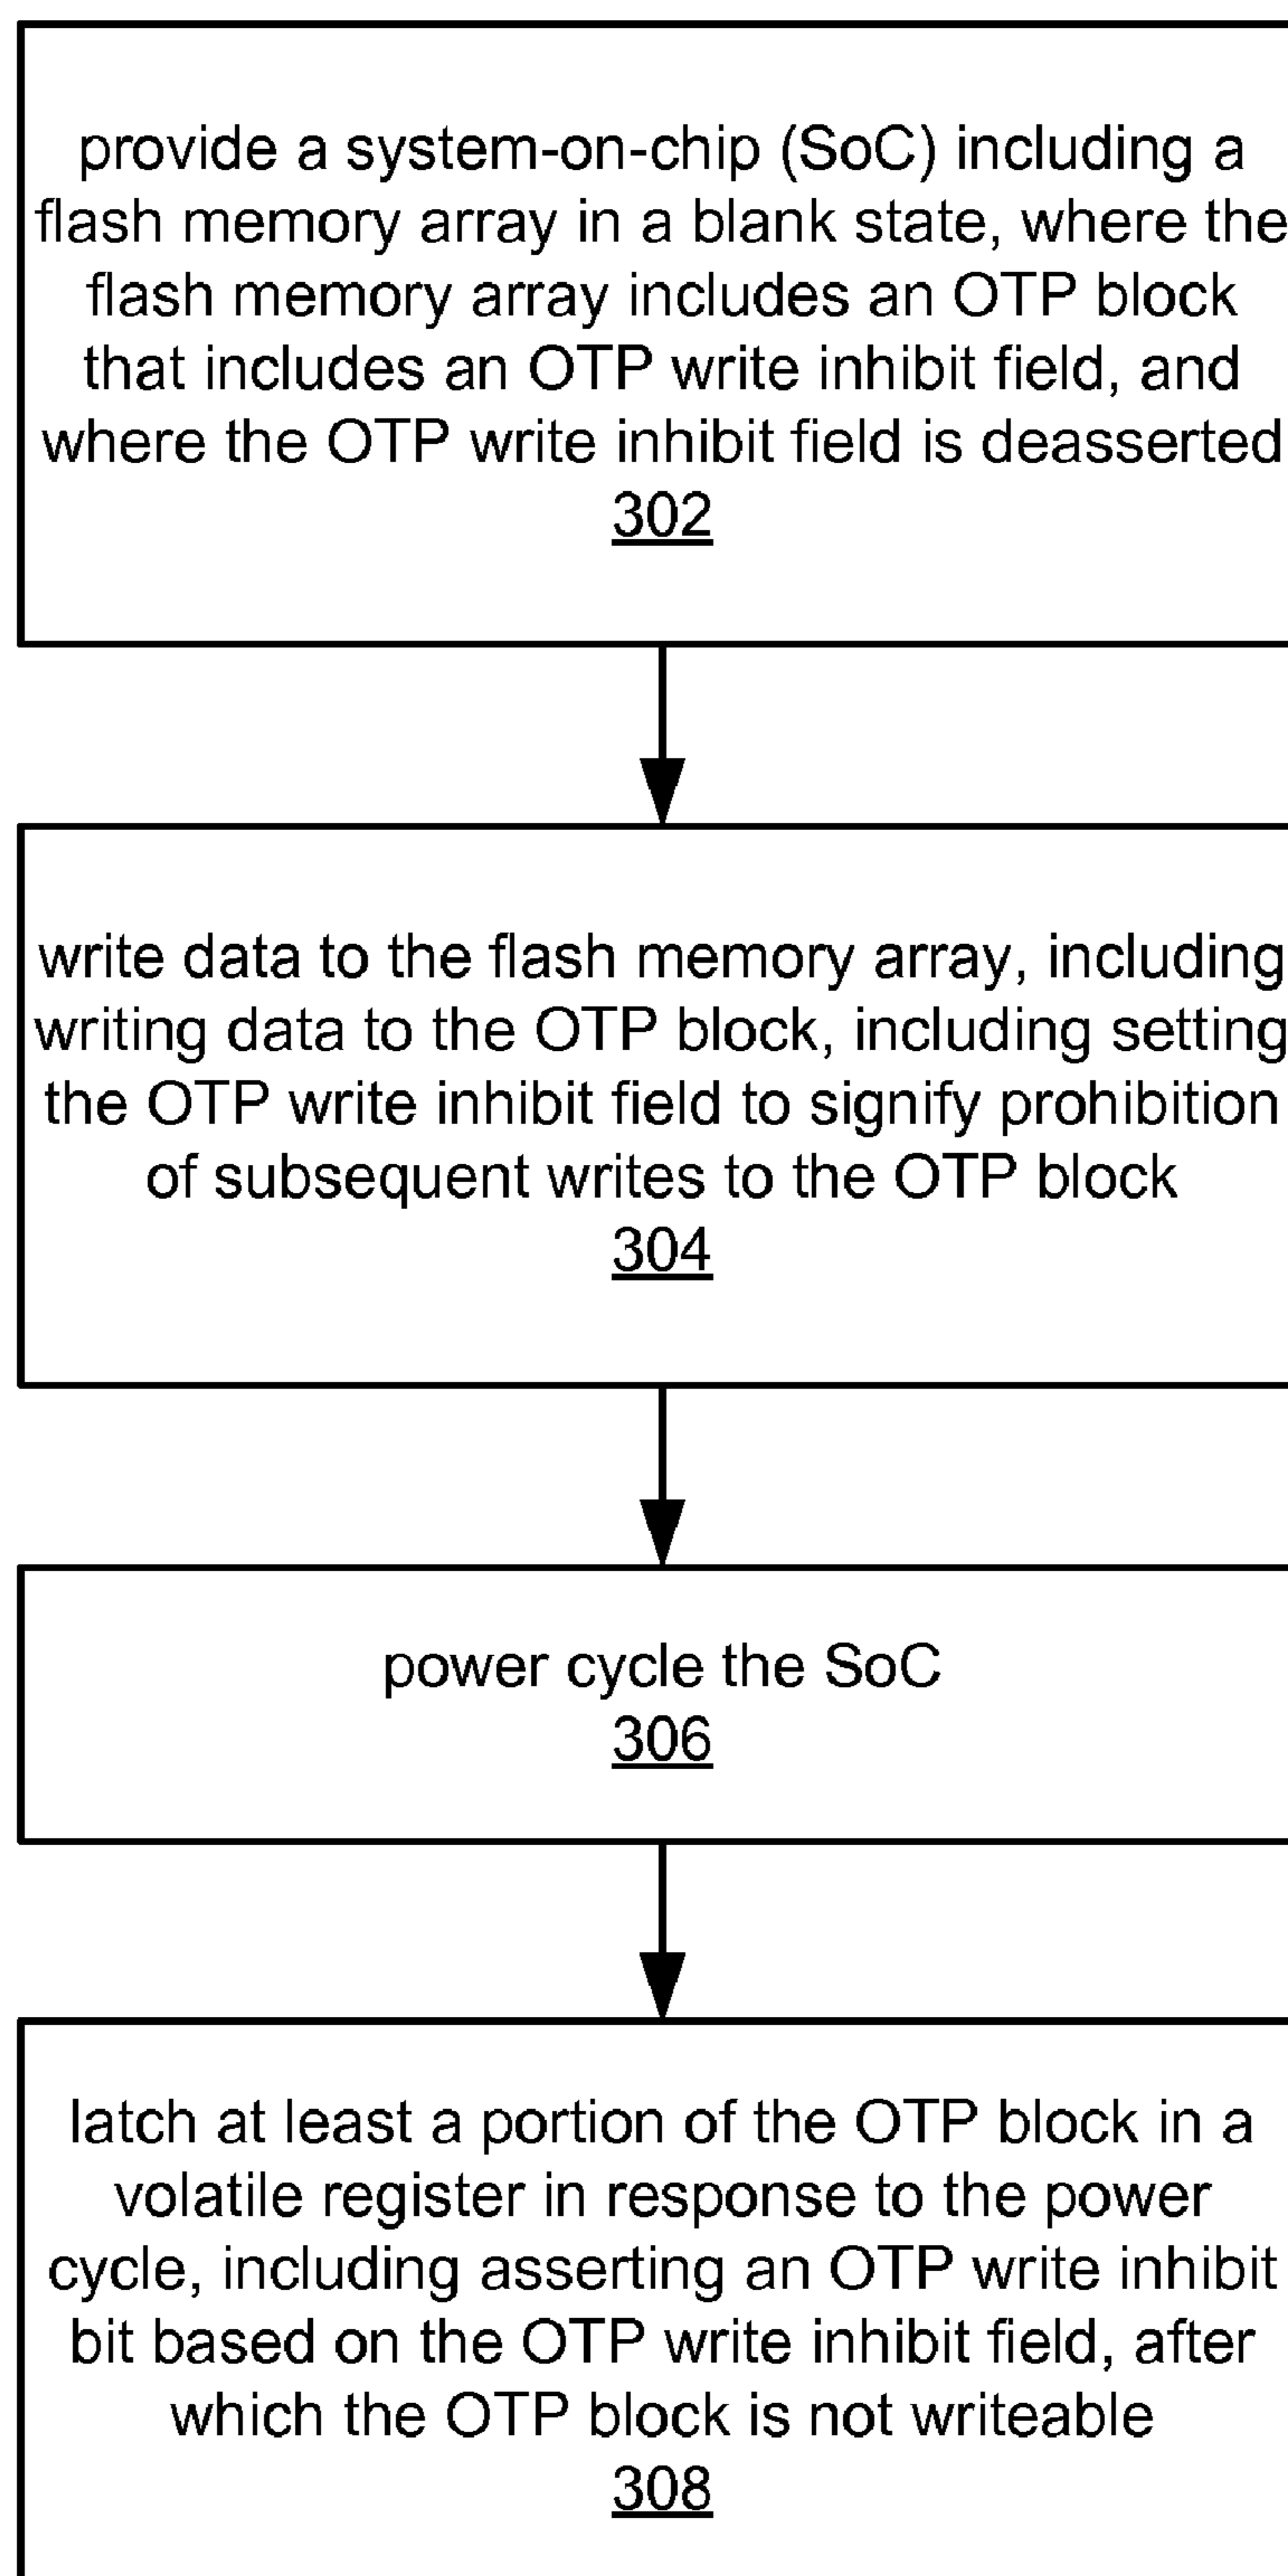 provide a system-on-chip (SoC) including a
flash memory array in a blank state, where the
flash memory array includes an OTP block
that includes an OTP write inhibit field, and
where the OTP write inhibit field is deasserted
302
write data to the flash memory array, including
writing data to the OTP block, including setting
the OTP write inhibit field to signify prohibition
of subsequent writes to the OTP block
304
power cycle the SoC
306
latch at least a portion of the OTP block in a
volatile register in response to the power
cycle, including asserting an OTP write inhibit
bit based on the OTP write inhibit field, after
which the OTP block is not writeable
308